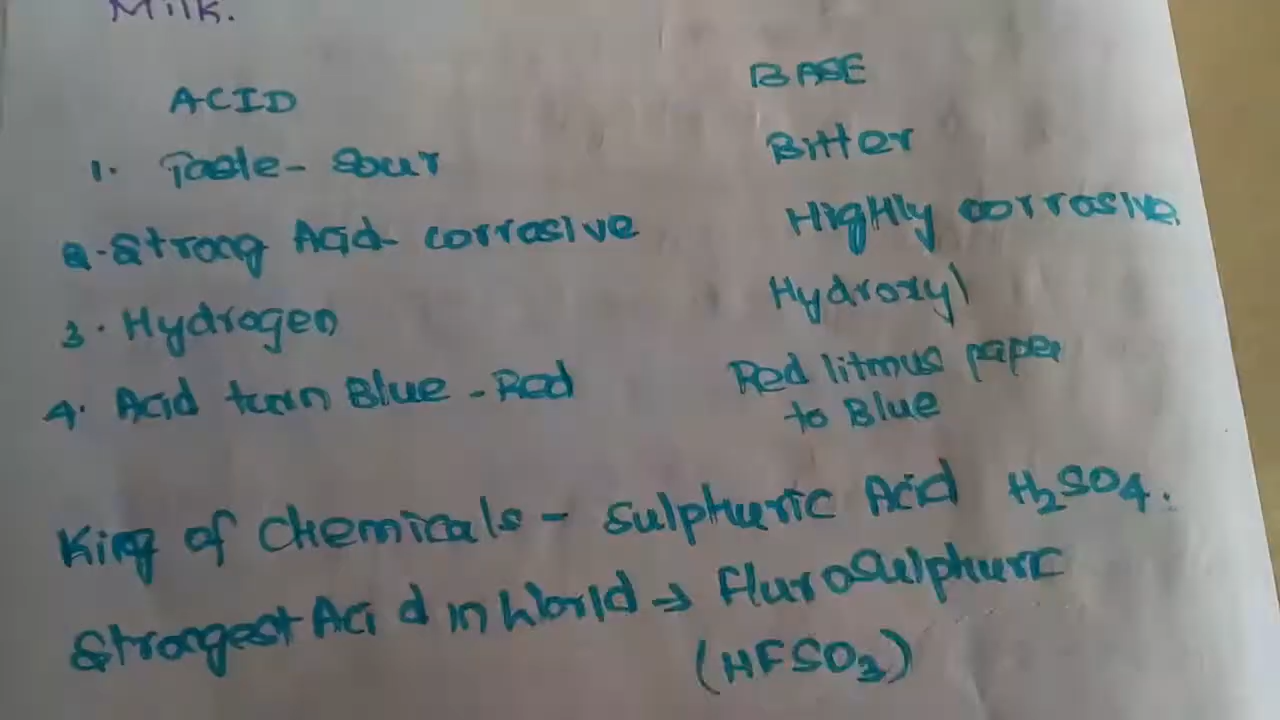 Milk.
ACID BASE
1. Taste - Sour Bitter
2. Strong Acid - corrosive Highly corrosive
3. Hydrogen Hydroxyl
4. Acid turn Blue - Red Red litmus paper
to Blue
King of Chemicals - Sulphuric Acid H₂SO4.
Strongest Acid in World → flurosulphuric
(HFSO₃)